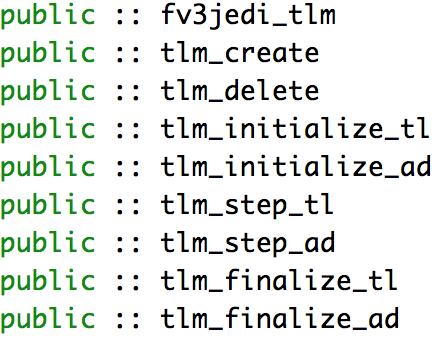 public :: fv3jedi_tlm
public :: tlm_create
public :: tlm_delete
public :: tlm_initialize_tl
public :: tlm_initialize_ad
public :: tlm_step_tl
public :: tlm_step_ad
public :: tlm_finalize_tl
public :: tlm_finalize_ad